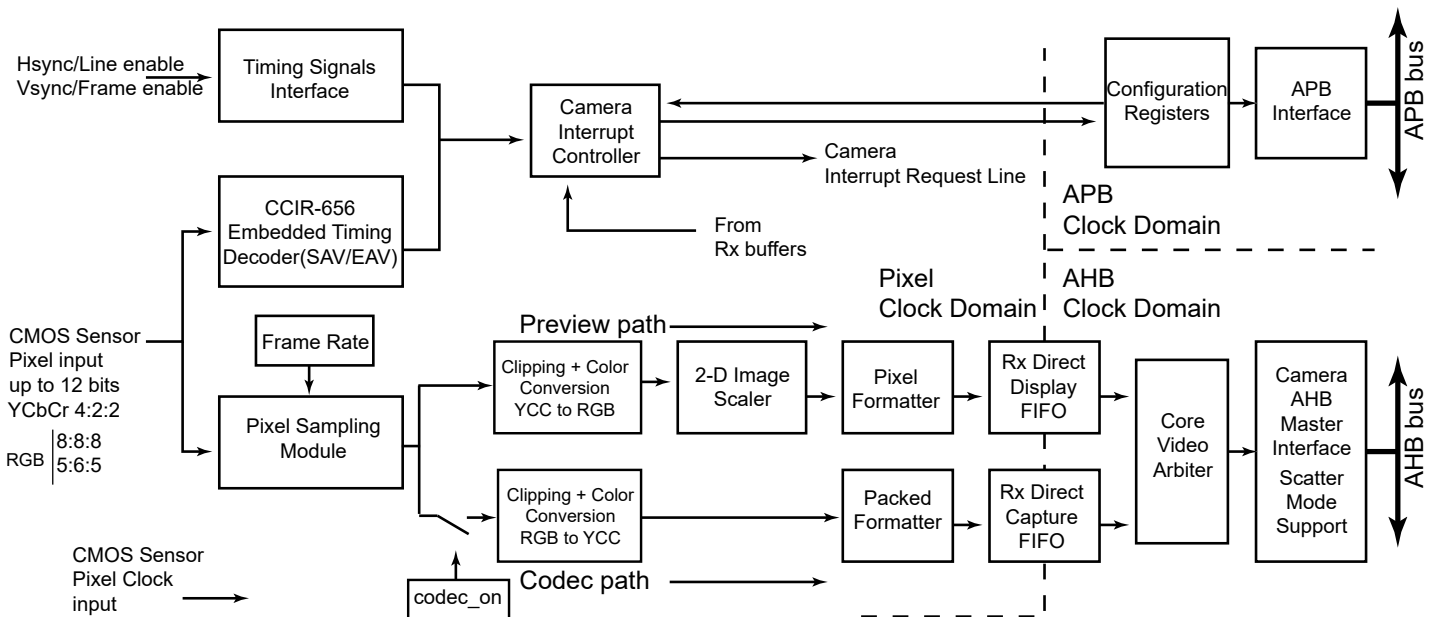 Hsync/Line enable
Vsync/Frame enable
Timing Signals
Interface
Camera
Interrupt
Controller
Configuration
Registers
APB
Interface
APB bus
Camera
Interrupt Request Line
CCIR-656
Embedded Timing
Decoder(SAV/EAV)
From
Rx buffers
APB
Clock Domain
Pixel
Clock Domain
AHB
Clock Domain
CMOS Sensor
Pixel input
up to 12 bits
YCbCr 4:2:2
RGB
8:8:8
5:6:5
Frame Rate
Pixel Sampling
Module
Preview path
Clipping + Color
Conversion
YCC to RGB
2-D Image
Scaler
Pixel
Formatter
Rx Direct
Display
FIFO
Core
Video
Arbiter
Camera
AHB
Master
Interface
Scatter
Mode
Support
AHB bus
Clipping + Color
Conversion
RGB to YCC
Packed
Formatter
Rx Direct
Capture
FIFO
CMOS Sensor
Pixel Clock
input
codec_on
Codec path